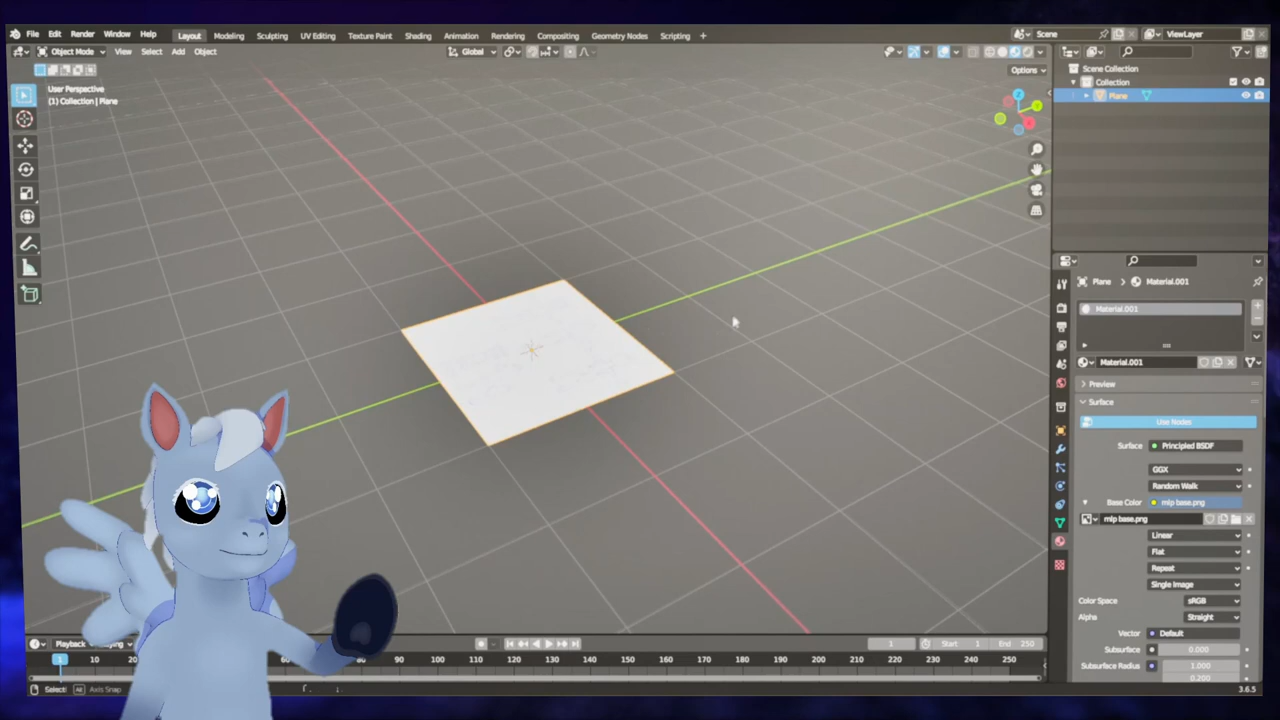 File Edit Render Window Help Layout Modeling Sculpting UV Editing Texture Paint Shading Animation Rendering Compositing Geometry Nodes Scripting + Scene ViewLayer
Object Mode View Select Add Object Global
Options
User Perspective
(1) Collection | Plane
Scene Collection
Collection
Plane
Plane > Material.001
Material.001
Material.001
Preview
Surface
Use Nodes
Surface Principled BSDF
GGX
Random Walk
Base Color mlp base.png
mlp base.png
Linear
Flat
Repeat
Single Image
Color Space sRGB
Alpha Straight
Vector Default
Subsurface 0.000
Subsurface Radius 1.000
0.200
Playback 1 Start 1 End 250
1 10 20 80 90 100 110 120 130 140 150 160 170 180 190 200 210 220 230 240 250
Select Axis Snap 3.6.5